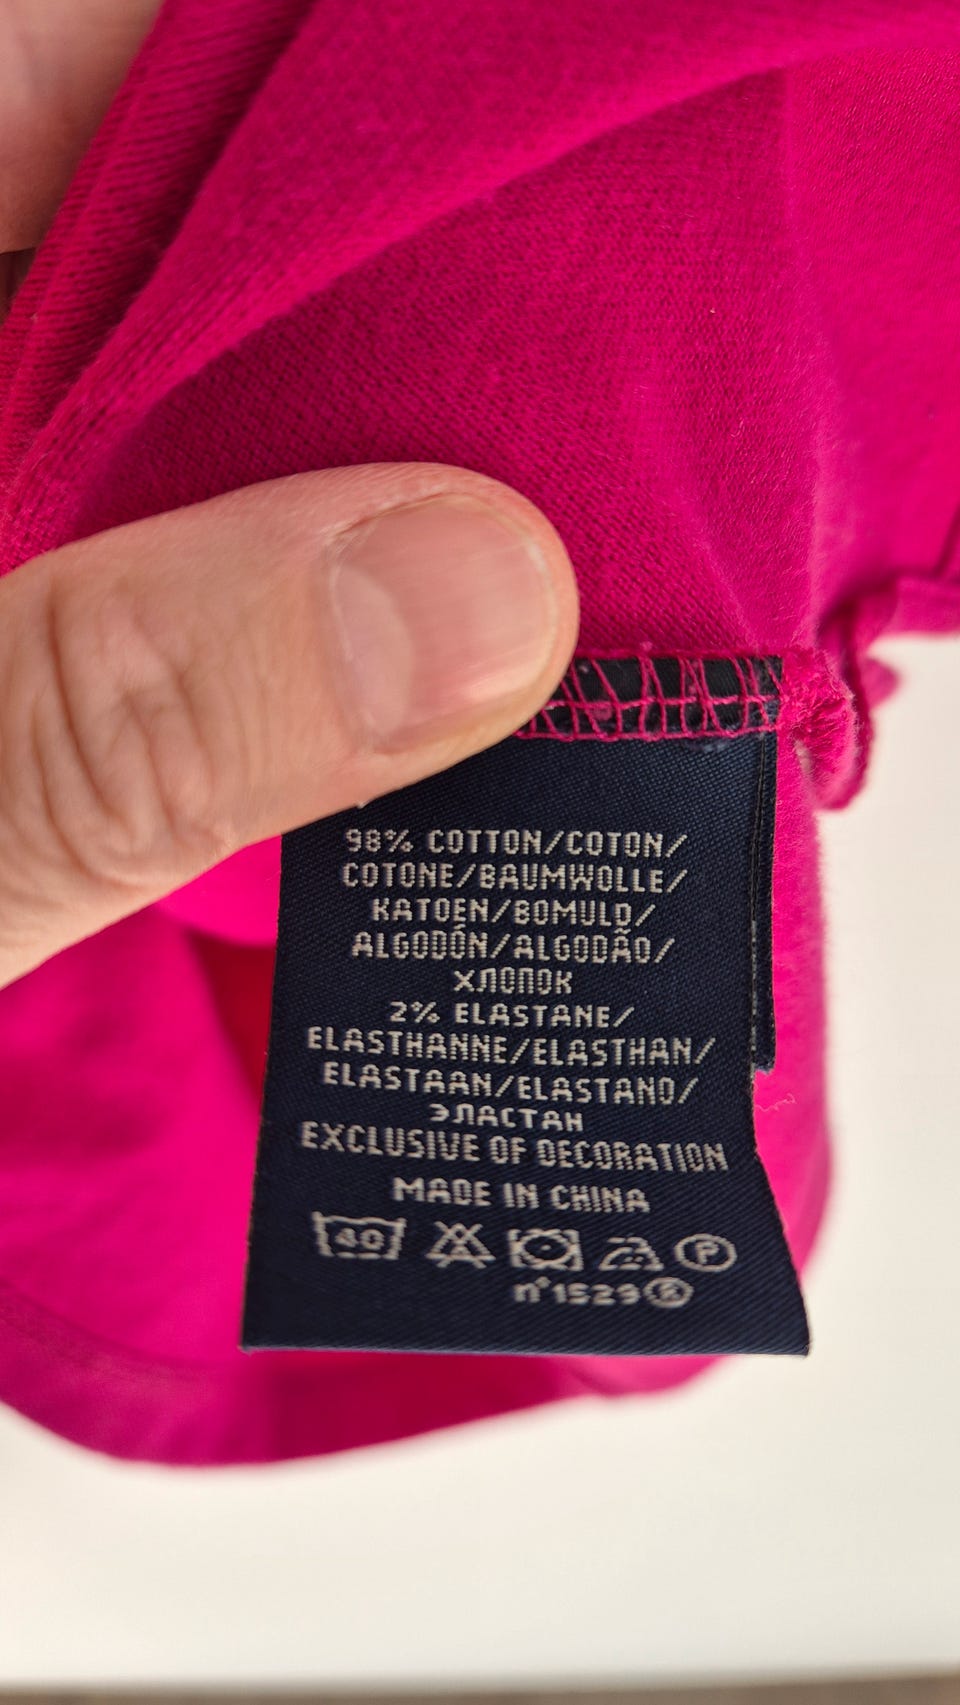 98% COTTON/COTON/
COTONE/BAUMWOLLE/
KATOEN/BOMULD/
ALGODÓN/ALGODÃO/
ХЛОПОК
2% ELASTANE/
ELASTHANNE/ELASTHAN/
ELASTAAN/ELASTANO/
ЭЛАСТАН
EXCLUSIVE OF DECORATION
MADE IN CHINA
40 P
n°1529